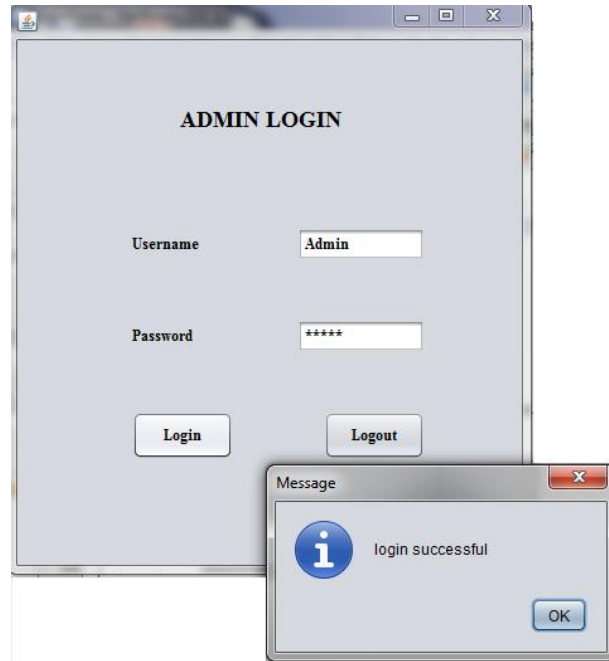 ADMIN LOGIN
Username
Admin
Password
*****
Login
Logout
Message
login successful
OK